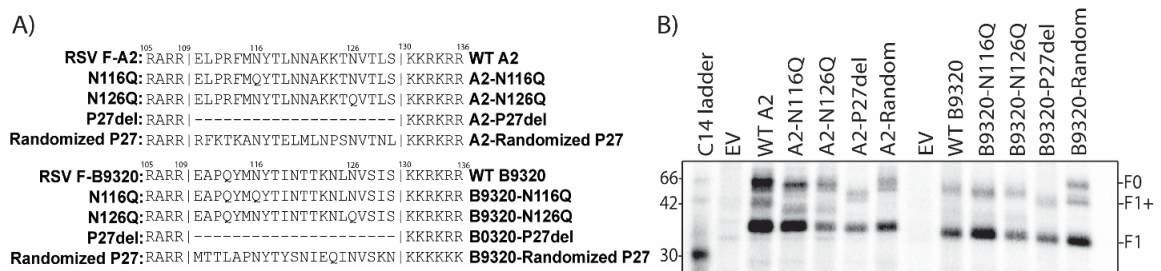 A)
105 109 116 126 130 136
RSV F-A2: RARR|ELPRFMNYTLNNAKKTNVTLS|KKRKRR WT A2
N116Q: RARR|ELPRFMQYTLNNAKKTNVTLS|KKRKRR A2-N116Q
N126Q: RARR|ELPRFMNYTLNNAKKTQVTLS|KKRKRR A2-N126Q
P27del: RARR|---------------------|KKRKRR A2-P27del
Randomized P27: RARR|RFKTKANYTELMLNPSNVTNL|KKRKRR A2-Randomized P27
105 109 116 126 130 136
RSV F-B9320: RARR|EAPQYMNYTINTTKNLNVSIS|KKRKRR WT B9320
N116Q: RARR|EAPQYMQYTINTTKNLNVSIS|KKRKRR B9320-N116Q
N126Q: RARR|EAPQYMNYTINTTKNLQVSIS|KKRKRR B9320-N126Q
P27del: RARR|---------------------|KKRKRR B0320-P27del
Randomized P27: RARR|MTTLAPNYTYSNIEQINVSKN|KKKKKK B9320-Randomized P27
B)
C14 ladder
EV
WT A2
A2-N116Q
A2-N126Q
A2-P27del
A2-Random
EV
WT B9320
B9320-N116Q
B9320-N126Q
B9320-P27del
B9320-Random
66-
42-
30-
-F0
-F1+
-F1